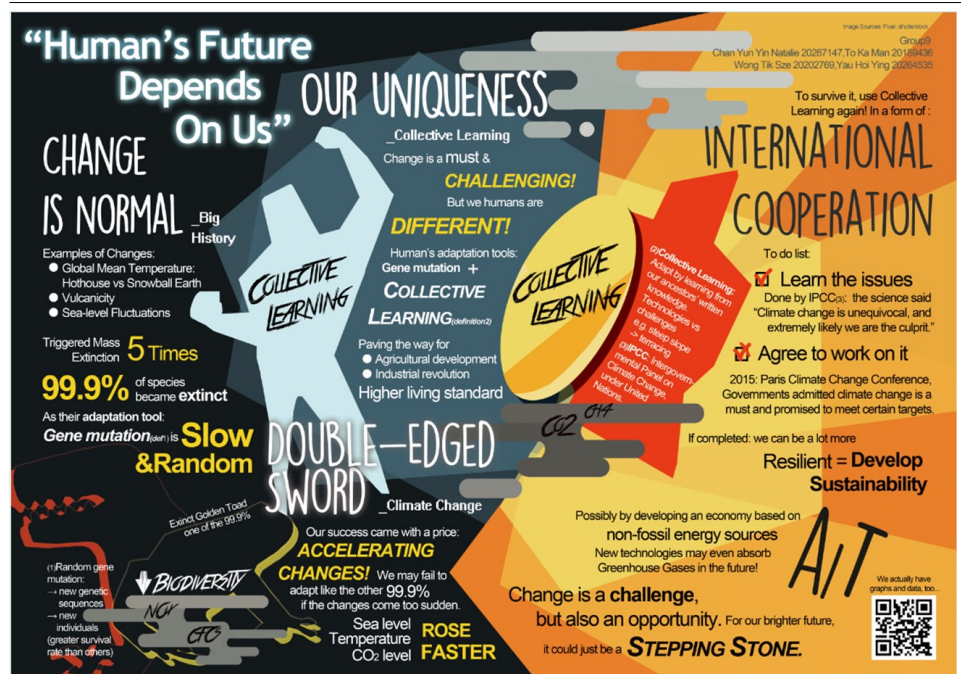 Image Sources: Pixar, shutterstock
Group9
Chan Yun Yin Natalie 20267147,To Ka Man 20189436
Wong Tik Sze 20202769,Yau Hoi Ying 20264535
“Human’s Future
Depends
On Us”
CHANGE
IS NORMAL
_Big
History
Examples of Changes:
Global Mean Temperature:
Hothouse vs Snowball Earth
Vulcanicity
Sea-level Fluctuations
Triggered Mass
Extinction 5 Times
99.9% of species
became extinct
As their adaptation tool:
Gene mutation(def1) is Slow
&Random
Exinct Golden Toad
one of the 99.9%
(1)Random gene
mutation:
→ new genetic
sequences
→ new
individuals
(greater survival
rate than others)
BIODIVERSITY
NOX
CFCS
OUR UNIQUENESS
_Collective Learning
Change is a must &
CHALLENGING!
But we humans are
DIFFERENT!
Human’s adaptation tools:
Gene mutation +
COLLECTIVE
LEARNING(definition2)
Paving the way for
Agricultural development
Industrial revolution
Higher living standard
COLLECTIVE
LEARNING
DOUBLE-EDGED
SWORD
_Climate Change
Our success came with a price:
ACCELERATING
CHANGES! We may fail to
adapt like the other 99.9%
if the changes come too sudden.
Sea level
Temperature
CO2 level
ROSE
FASTER
COLLECTIVE
LEARNING
(2)Collective Learning:
Adapt by learning from
our ancestors’ written
knowledge.
Technologies vs
challenges
e.g. steep slope
-> terracing
(3)IPCC: Intergovern-
mental Panel on
Climate Change,
under United
Nations.
CO2
CH4
To survive it, use Collective
Learning again! In a form of :
INTERNATIONAL
COOPERATION
To do list:
Learn the issues
Done by IPCC(3): the science said
“Climate change is unequivocal, and
extremely likely we are the culprit.”
Agree to work on it
2015: Paris Climate Change Conference,
Governments admitted climate change is a
must and promised to meet certain targets.
If completed: we can be a lot more
Resilient = Develop
Sustainability
Possibly by developing an economy based on
non-fossil energy sources
New technologies may even absorb
Greenhouse Gases in the future!
AiT
We actually have
graphs and data, too...
Change is a challenge,
but also an opportunity. For our brighter future,
it could just be a STEPPING STONE.